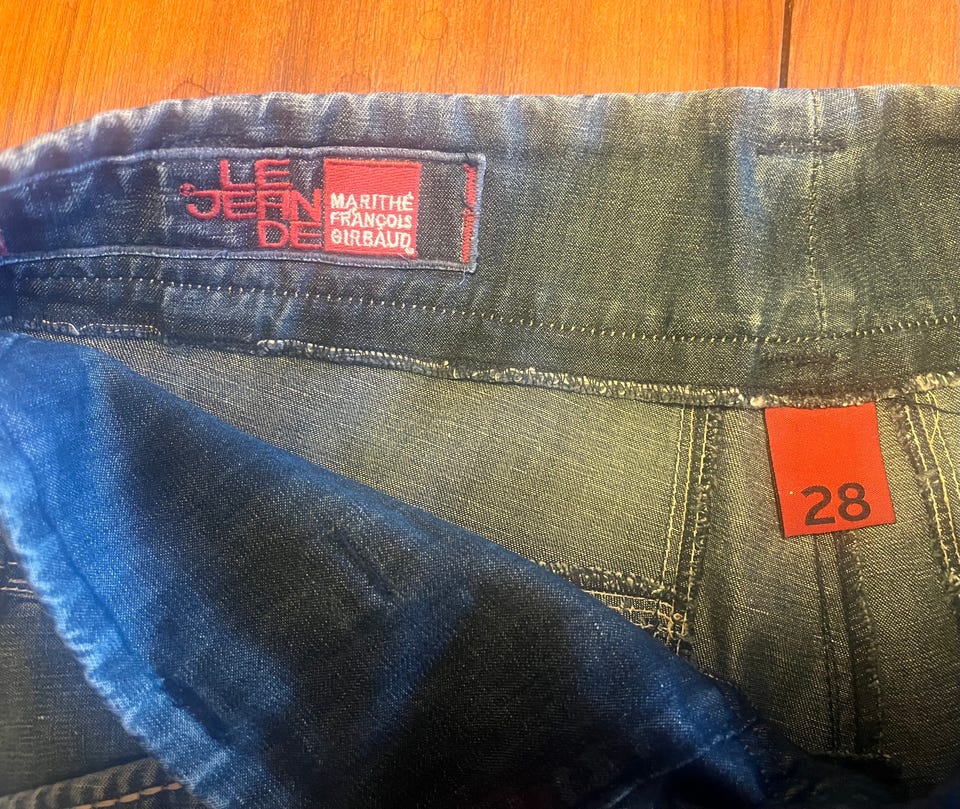 LE
JEAN
DE
MARITHÉ
FRANÇOIS
GIRBAUD
28